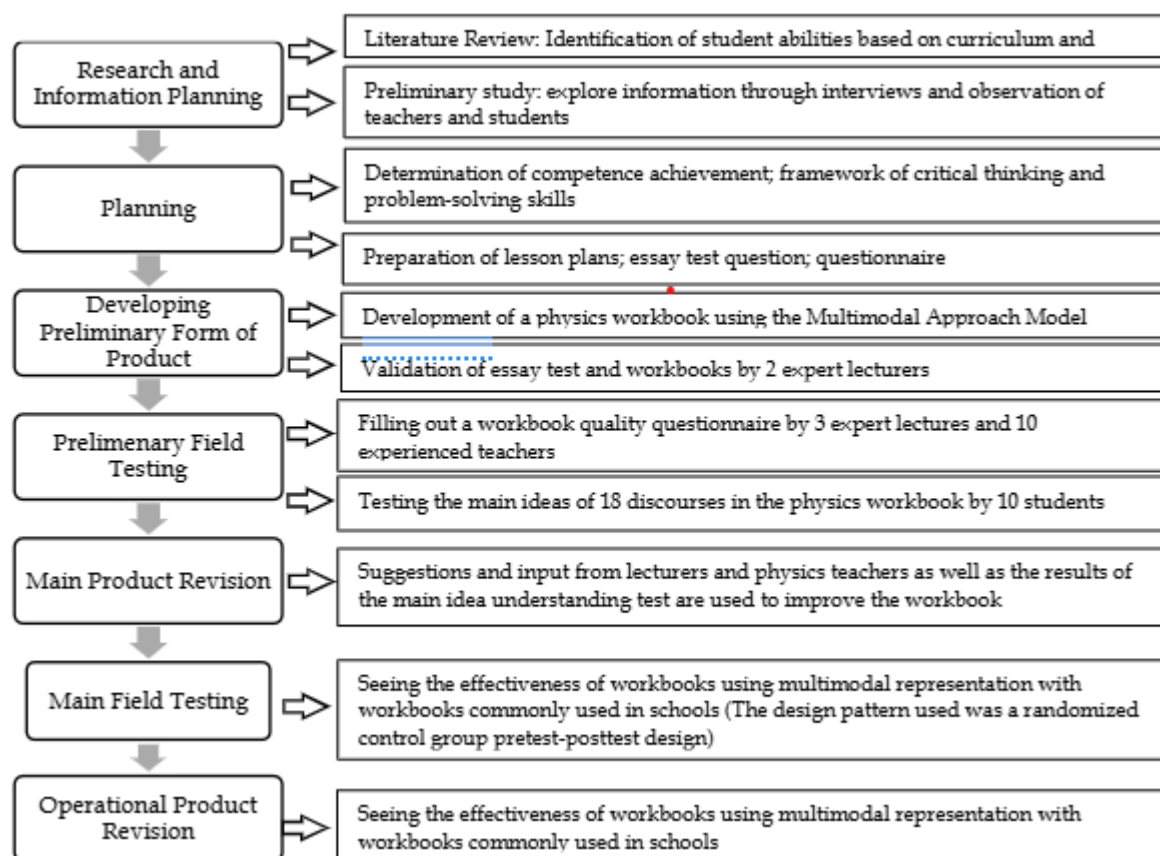 Research and
Information Planning
Literature Review: Identification of student abilities based on curriculum and
Preliminary study: explore information through interviews and observation of
teachers and students
Planning
Determination of competence achievement; framework of critical thinking and
problem-solving skills
Preparation of lesson plans; essay test question; questionnaire
Developing
Preliminary Form of
Product
Development of a physics workbook using the Multimodal Approach Model
Validation of essay test and workbooks by 2 expert lecturers
Prelimenary Field
Testing
Filling out a workbook quality questionnaire by 3 expert lectures and 10
experienced teachers
Testing the main ideas of 18 discourses in the physics workbook by 10 students
Main Product Revision
Suggestions and input from lecturers and physics teachers as well as the results of
the main idea understanding test are used to improve the workbook
Main Field Testing
Seeing the effectiveness of workbooks using multimodal representation with
workbooks commonly used in schools (The design pattern used was a randomized
control group pretest-posttest design)
Operational Product
Revision
Seeing the effectiveness of workbooks using multimodal representation with
workbooks commonly used in schools